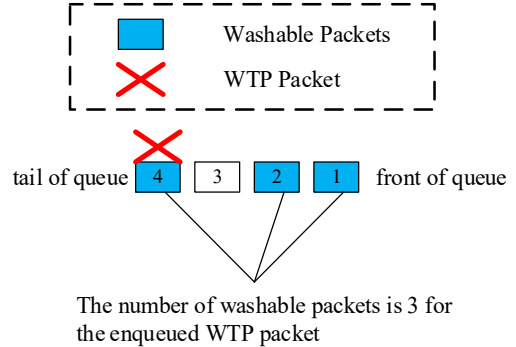 Washable Packets
WTP Packet
tail of queue 4 3 2 1 front of queue
The number of washable packets is 3 for
the enqueued WTP packet